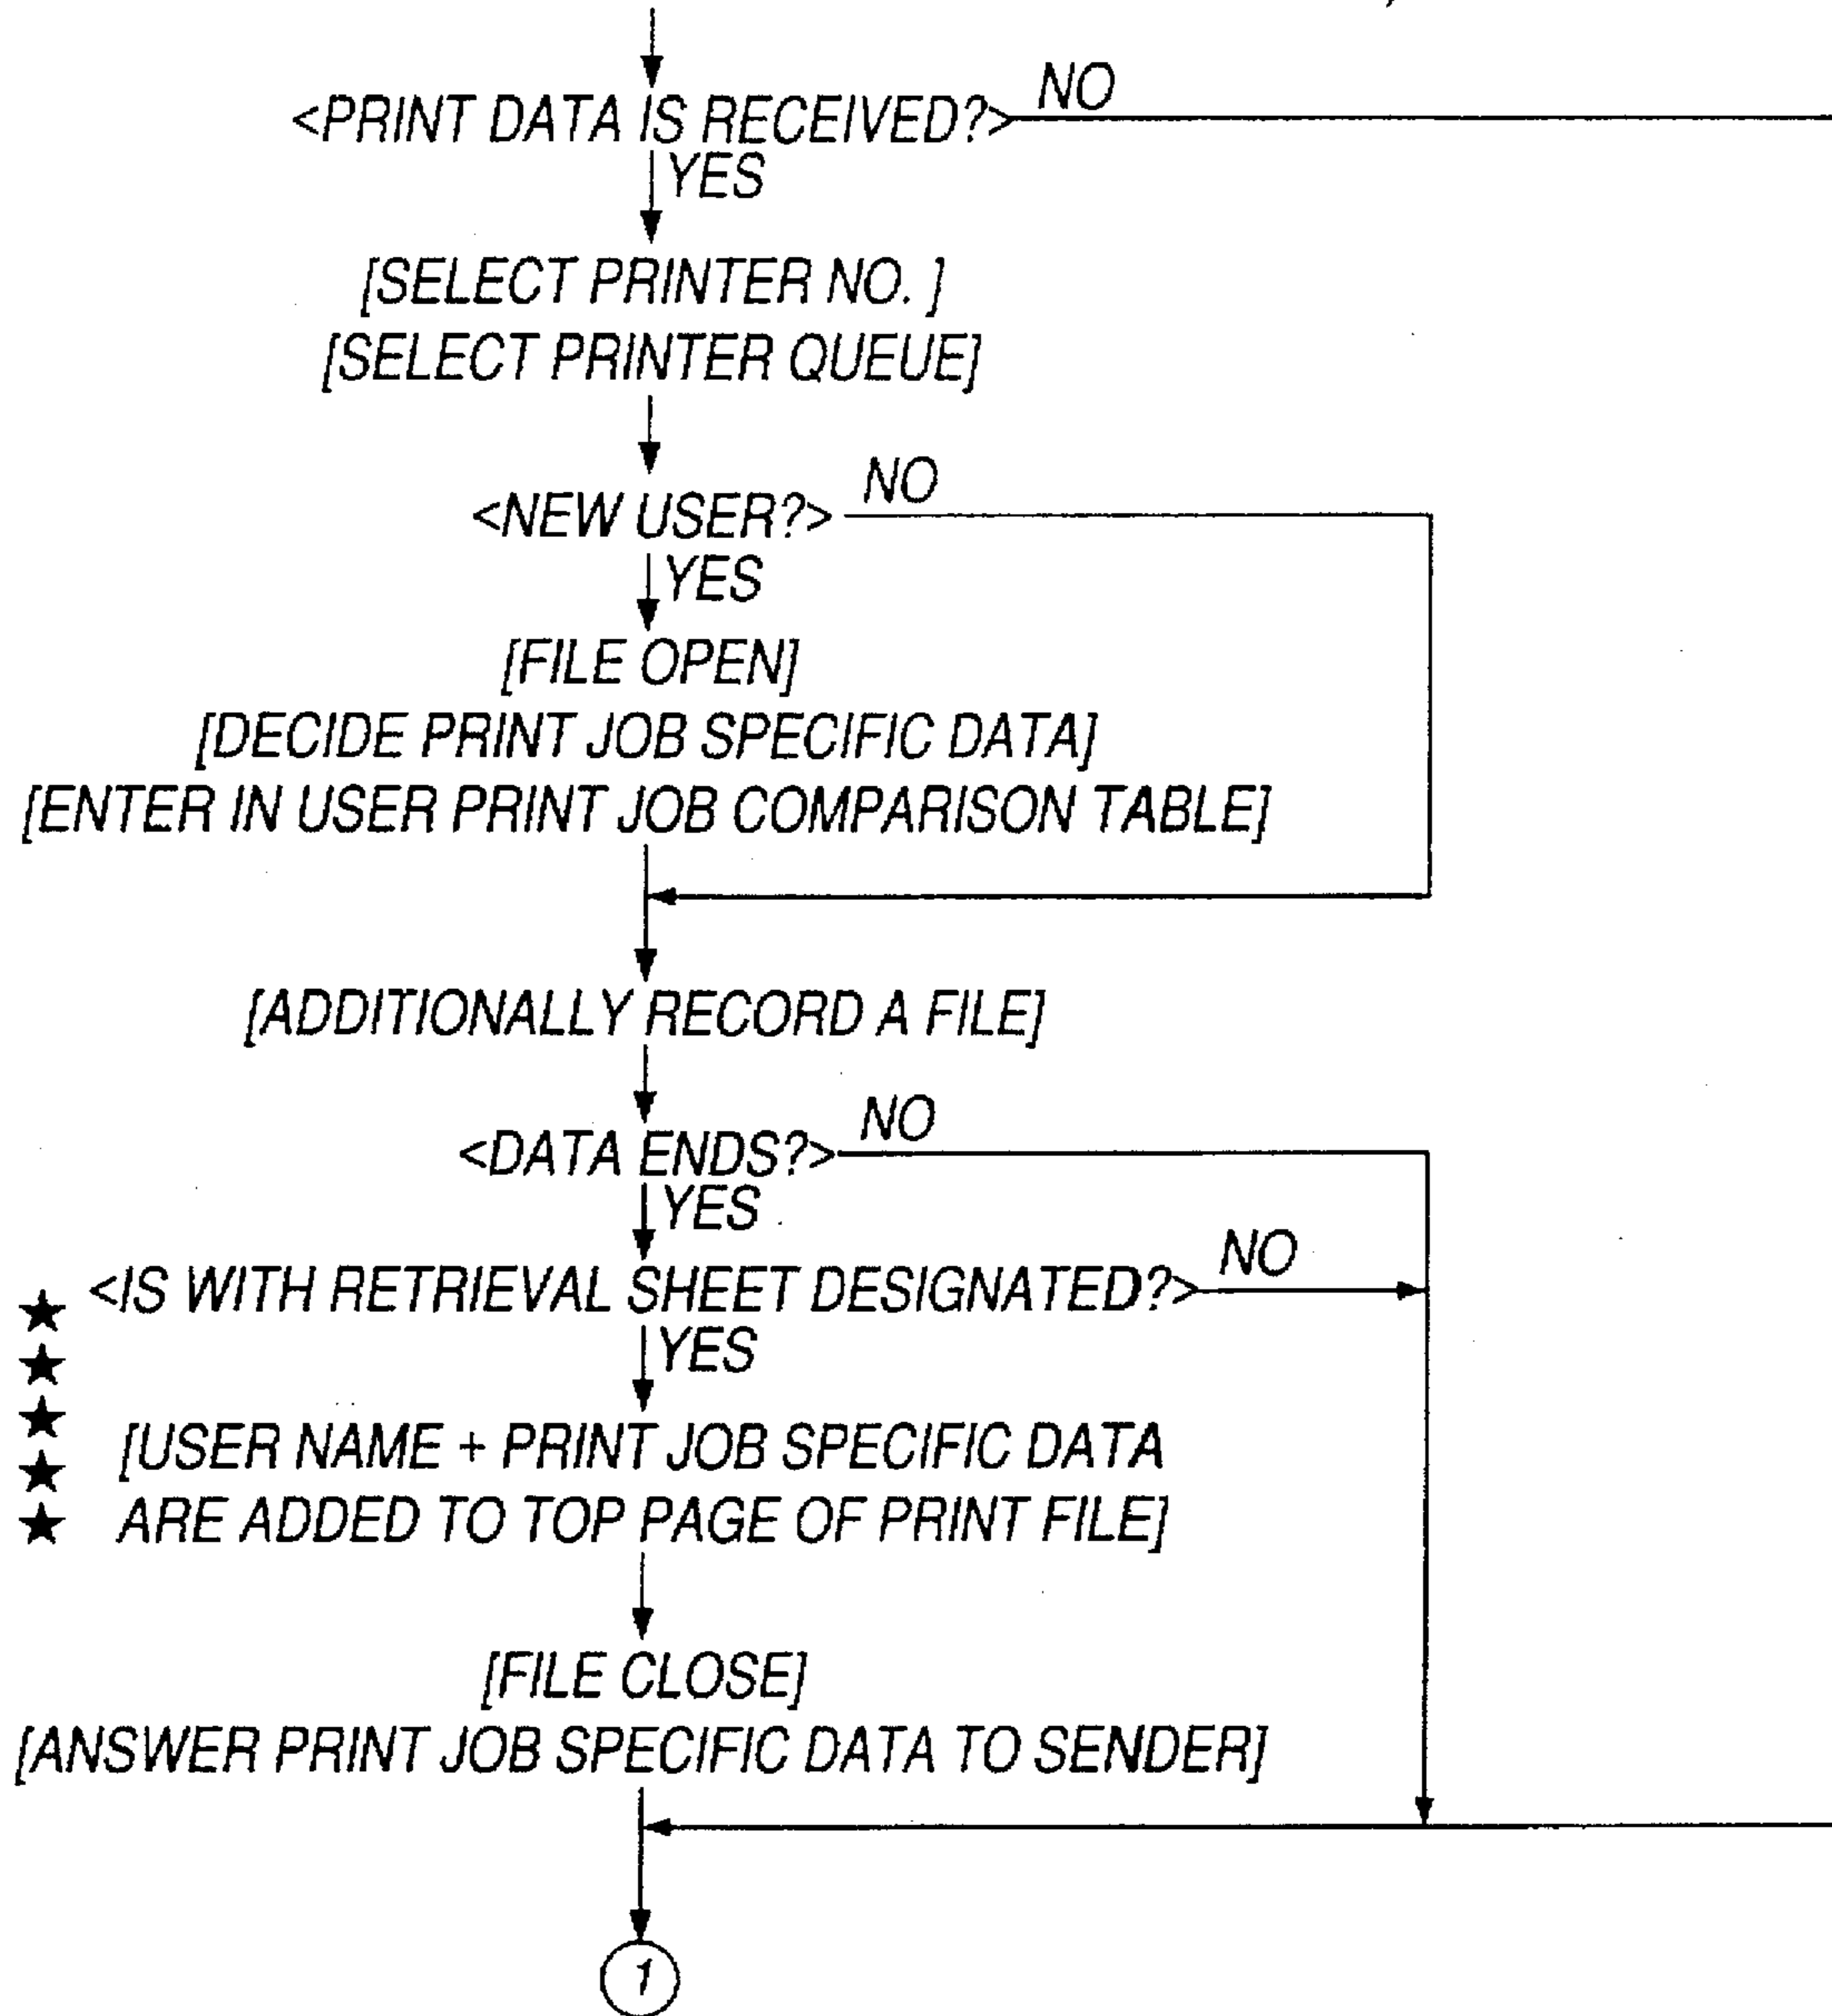 <PRINT DATA IS RECEIVED?> NO
YES
[SELECT PRINTER NO. ]
[SELECT PRINTER QUEUE]
<NEW USER?> NO
YES
[FILE OPEN]
[DECIDE PRINT JOB SPECIFIC DATA]
[ENTER IN USER PRINT JOB COMPARISON TABLE]
[ADDITIONALLY RECORD A FILE]
<DATA ENDS?> NO
YES
★ <IS WITH RETRIEVAL SHEET DESIGNATED?> NO
★ YES
★
★ [USER NAME + PRINT JOB SPECIFIC DATA
★ ARE ADDED TO TOP PAGE OF PRINT FILE]
[FILE CLOSE]
[ANSWER PRINT JOB SPECIFIC DATA TO SENDER]
1